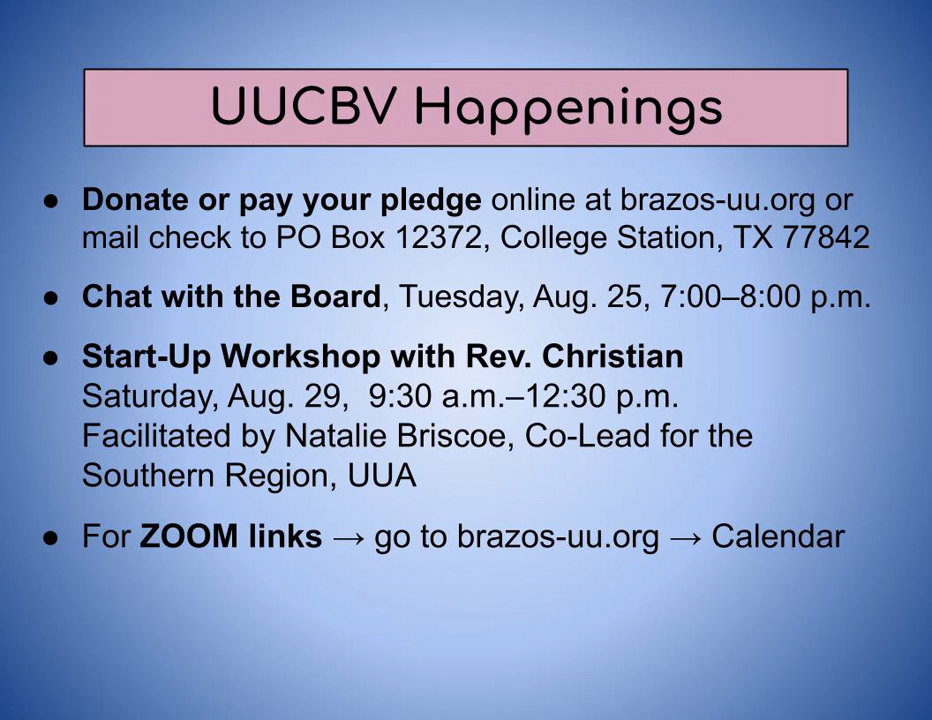 UUCBV Happenings
● Donate or pay your pledge online at brazos-uu.org or
mail check to PO Box 12372, College Station, TX 77842
● Chat with the Board, Tuesday, Aug. 25, 7:00–8:00 p.m.
● Start-Up Workshop with Rev. Christian
Saturday, Aug. 29,  9:30 a.m.–12:30 p.m.
Facilitated by Natalie Briscoe, Co-Lead for the
Southern Region, UUA
● For ZOOM links → go to brazos-uu.org → Calendar